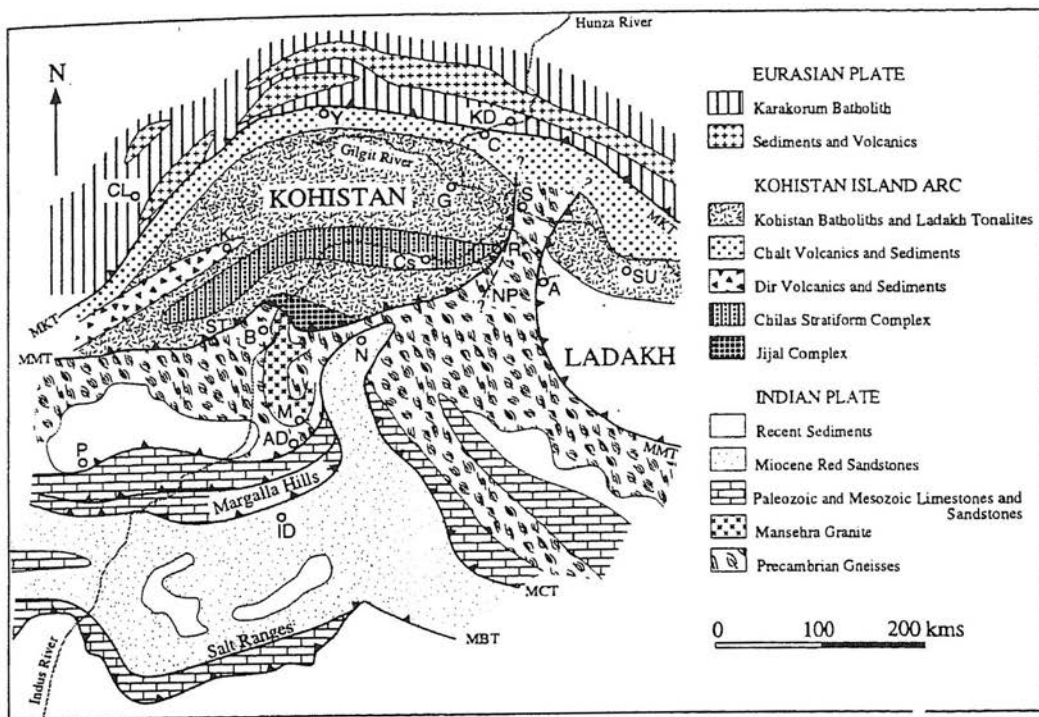 Hunza River
N
Y
KD
C
?
Gilgit River
CL
KOHISTAN
G
S
MKT
K
Cs
R
SU
NP
A
?
MKT
ST
B
MMT
N
LADAKH
M
AD
MMT
P
Margalla Hills
ID
MCT
Salt Ranges
MBT
Indus River
EURASIAN PLATE
Karakorum Batholith
Sediments and Volcanics
KOHISTAN ISLAND ARC
Kohistan Batholiths and Ladakh Tonalites
Chalt Volcanics and Sediments
Dir Volcanics and Sediments
Chilas Stratiform Complex
Jijal Complex
INDIAN PLATE
Recent Sediments
Miocene Red Sandstones
Paleozoic and Mesozoic Limestones and
Sandstones
Mansehra Granite
Precambrian Gneisses
0 100 200 kms